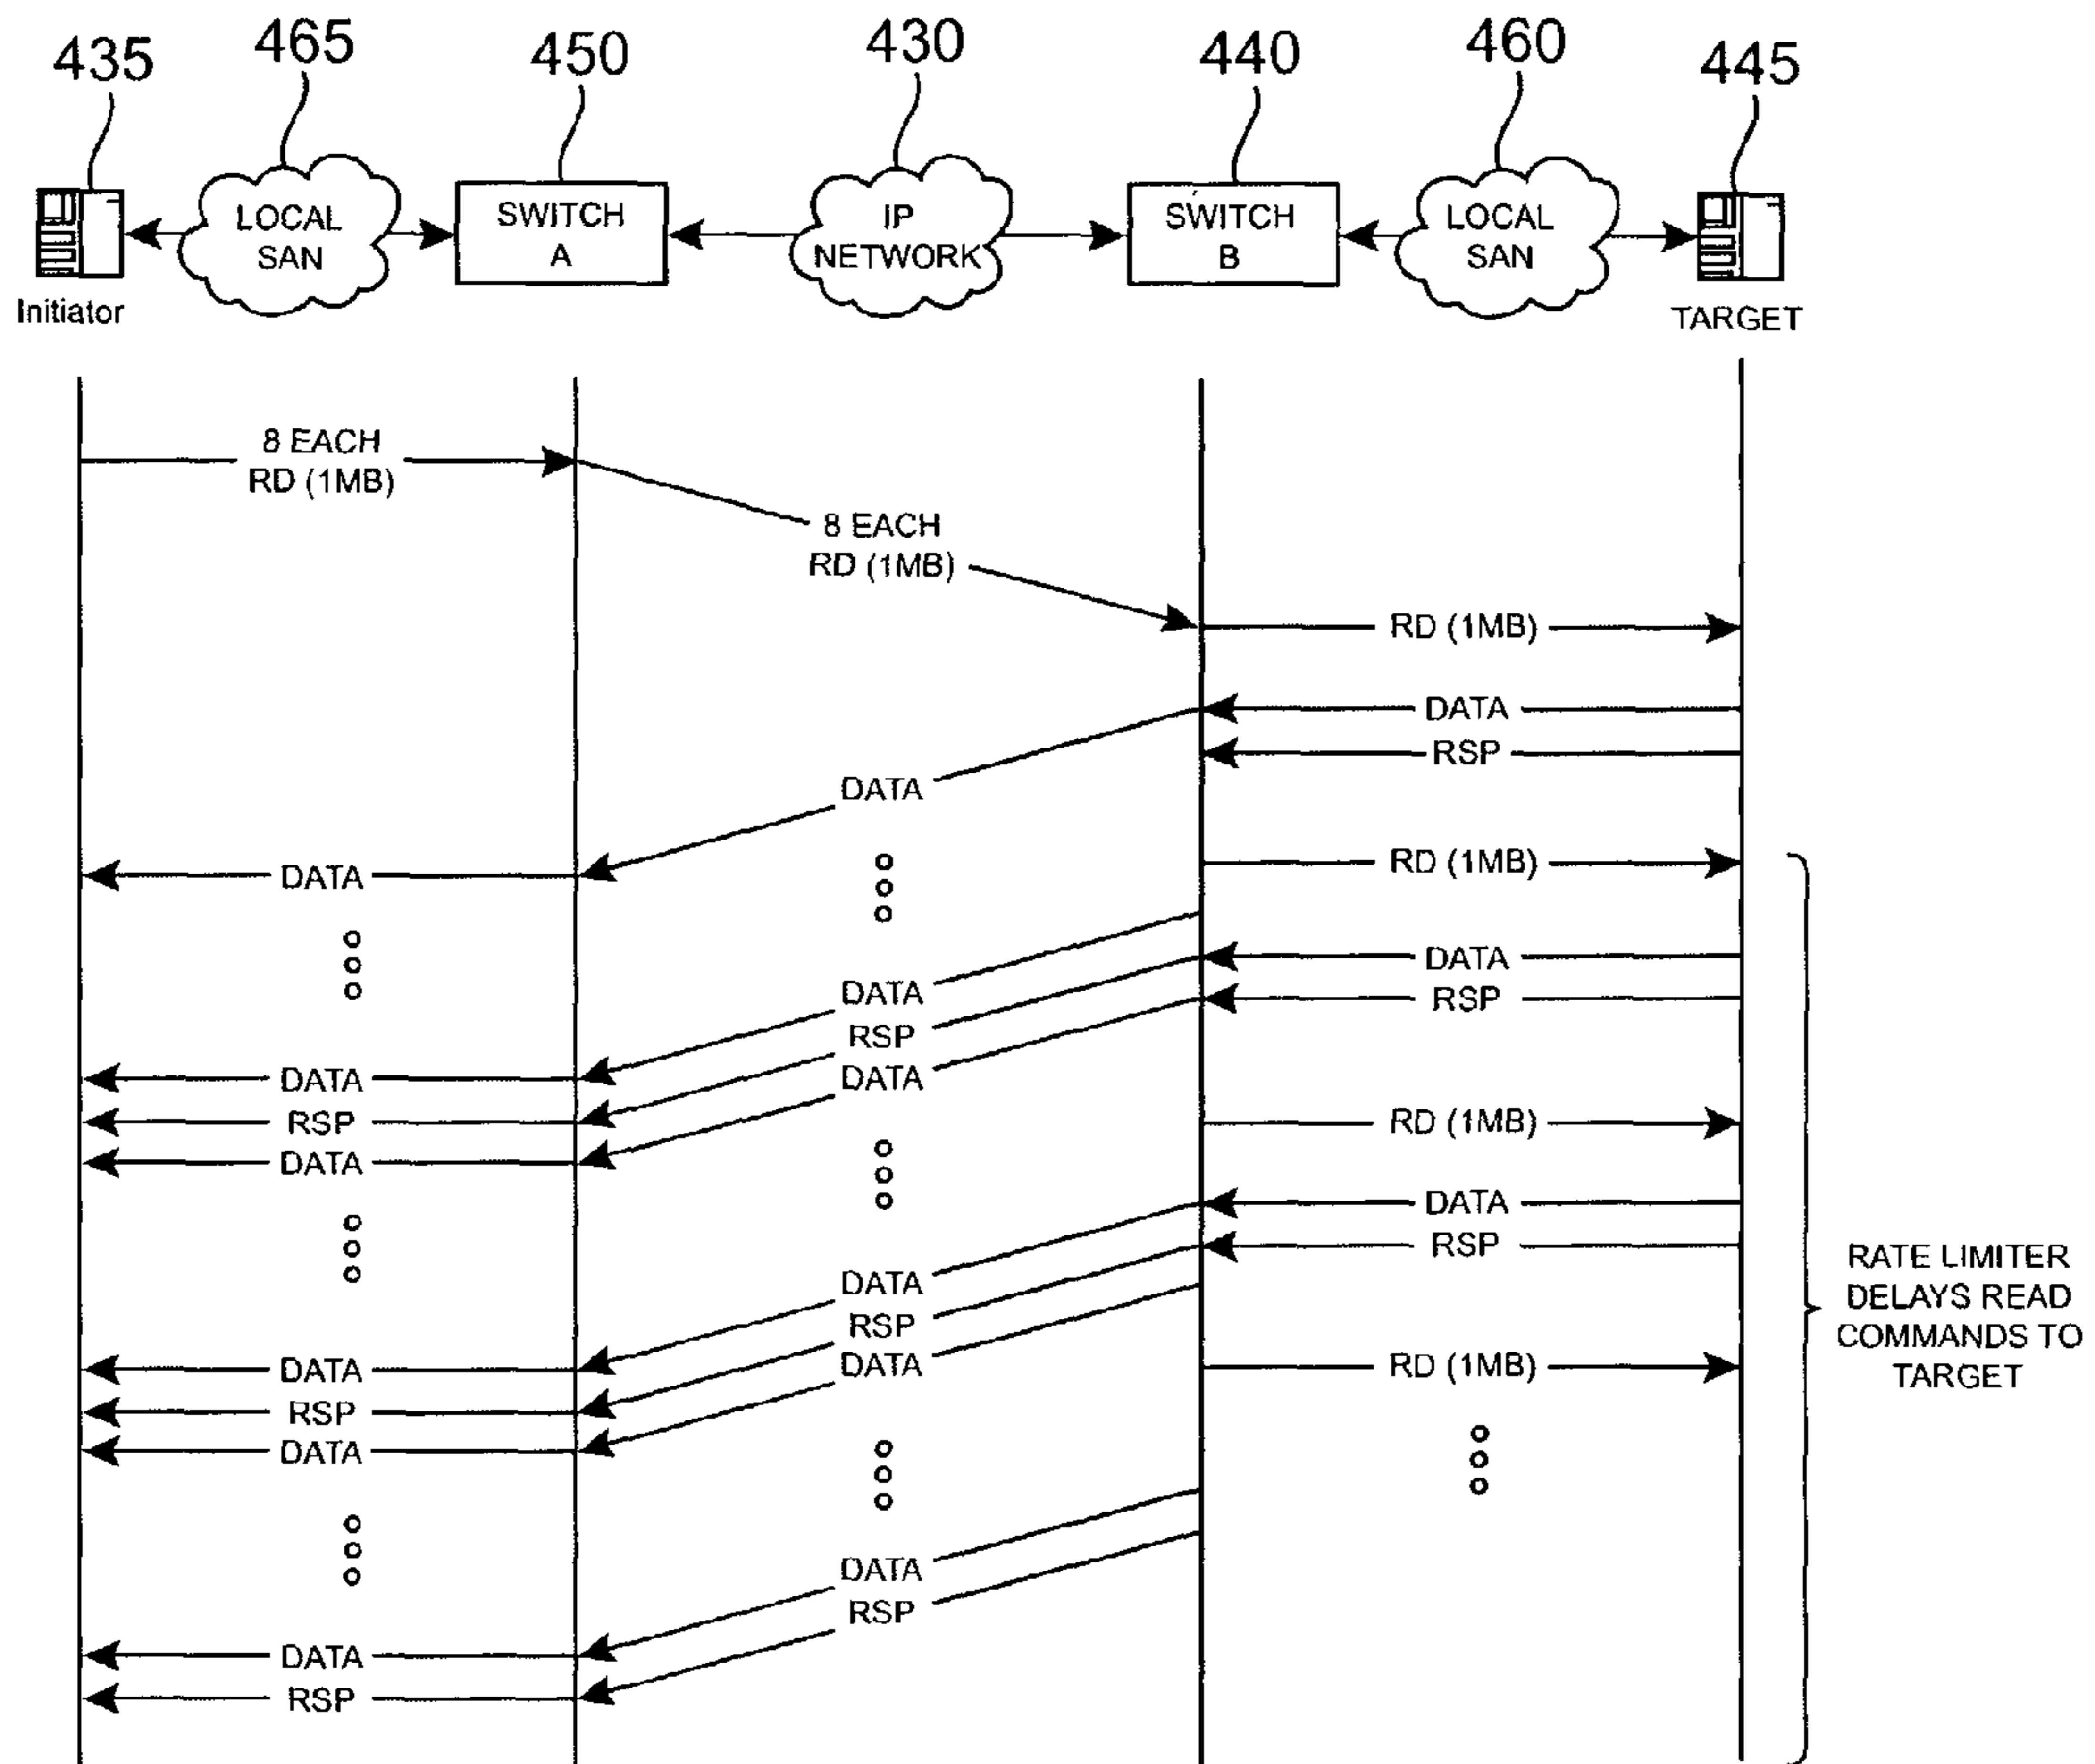 435
465
450
430
440
460
445
LOCAL
SAN
SWITCH
A
IP
NETWORK
SWITCH
B
LOCAL
SAN
Initiator
TARGET
8 EACH
RD (1MB)
8 EACH
RD (1MB)
RD (1MB)
DATA
RSP
DATA
RD (1MB)
DATA
DATA
RSP
DATA
RSP
DATA
DATA
RSP
DATA
RD (1MB)
DATA
RSP
DATA
RSP
DATA
RD (1MB)
DATA
RSP
DATA
RATE LIMITER
DELAYS READ
COMMANDS TO
TARGET
DATA
RSP
DATA
RSP